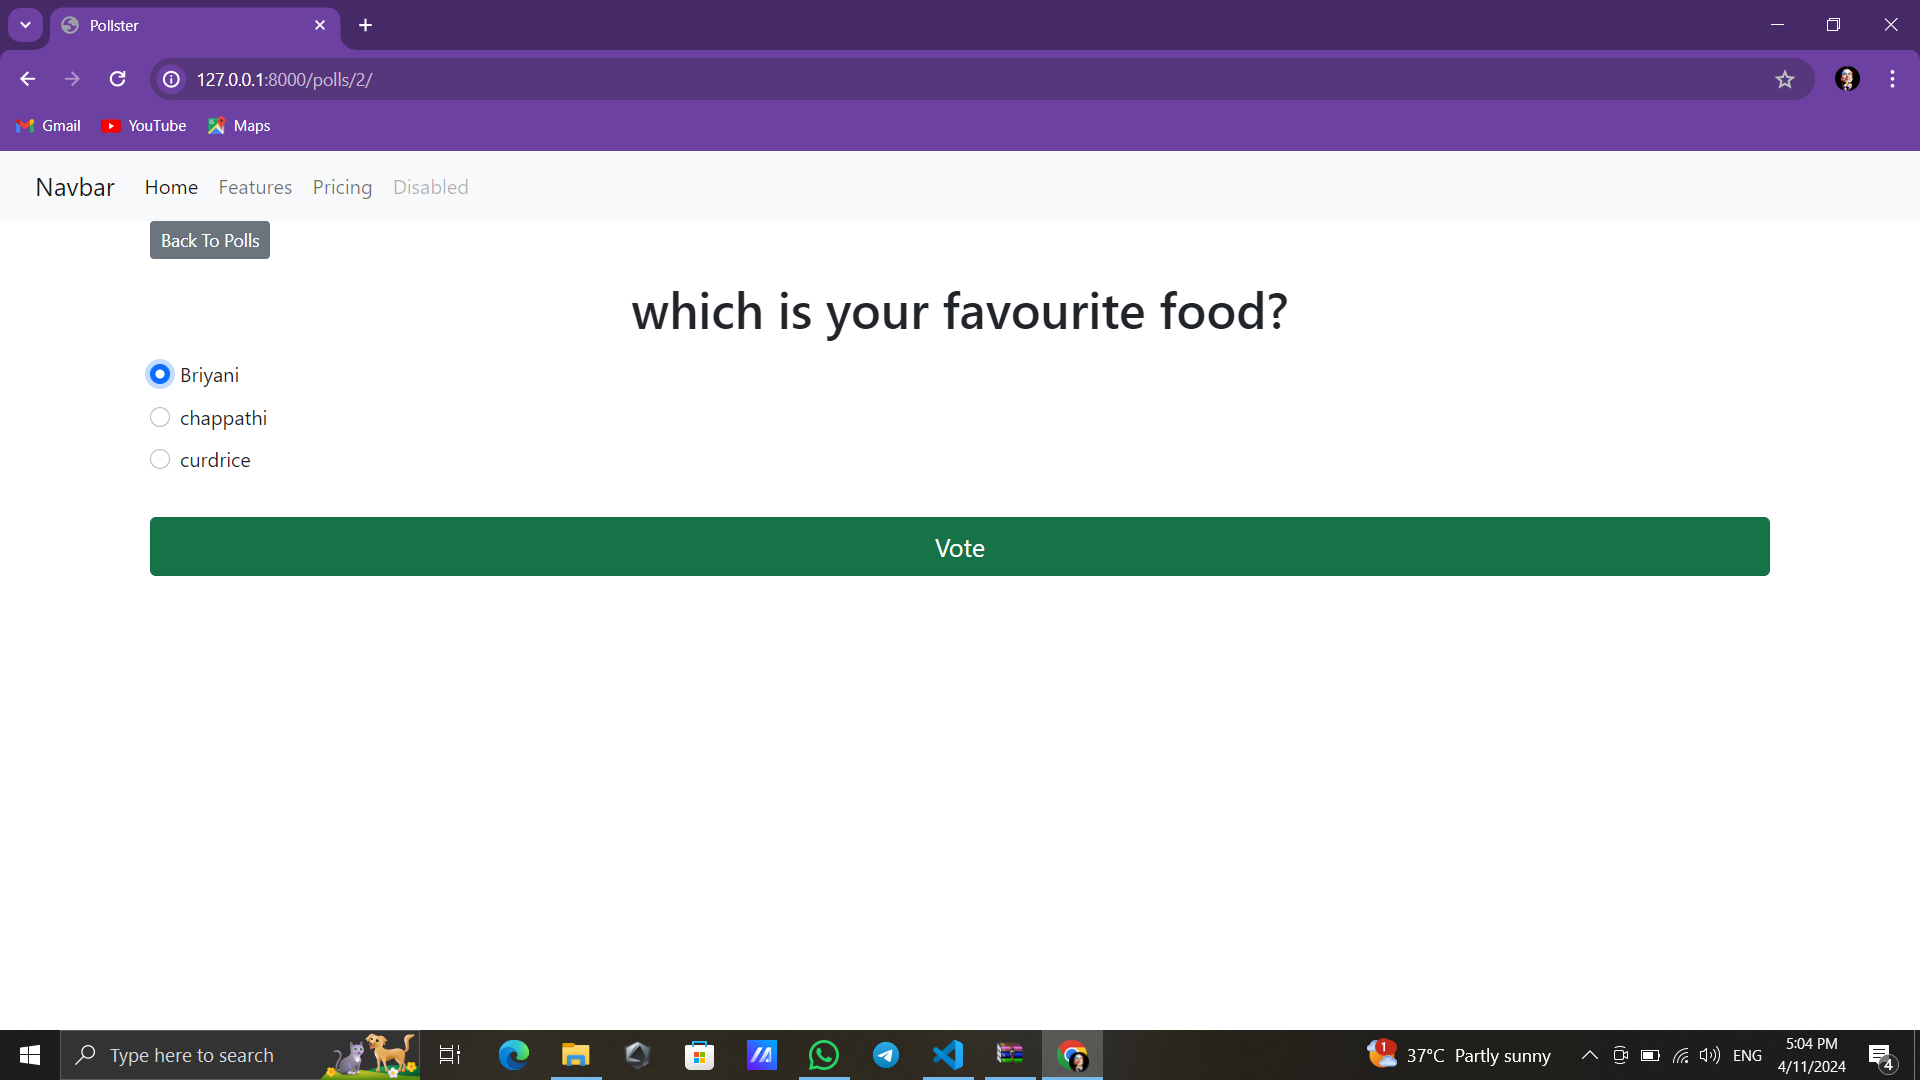 Pollster
127.0.0.1:8000/polls/2/
Gmail YouTube Maps
Navbar Home Features Pricing Disabled
Back To Polls
which is your favourite food?
Briyani
chappathi
curdrice
Vote
Type here to search
1 37°C Partly sunny ENG 5:04 PM
4/11/2024
4